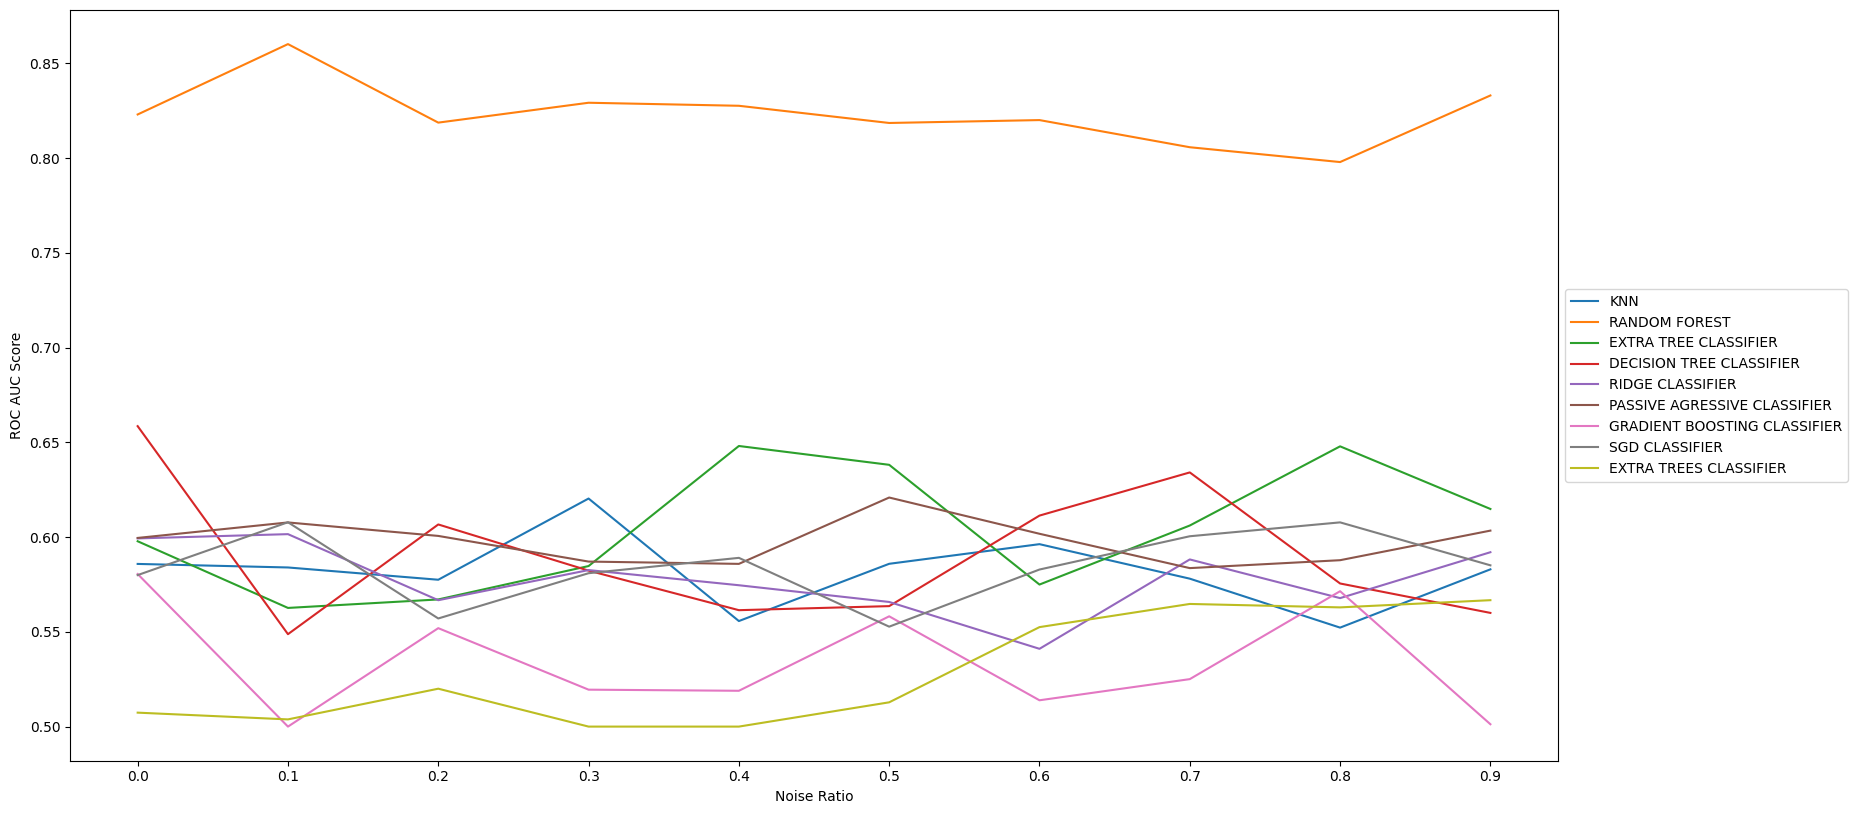 0.85
0.80
0.75
0.70
0.65
0.60
0.55
0.50
ROC AUC Score
0.0 0.1 0.2 0.3 0.4 0.5 0.6 0.7 0.8 0.9
Noise Ratio
KNN
RANDOM FOREST
EXTRA TREE CLASSIFIER
DECISION TREE CLASSIFIER
RIDGE CLASSIFIER
PASSIVE AGRESSIVE CLASSIFIER
GRADIENT BOOSTING CLASSIFIER
SGD CLASSIFIER
EXTRA TREES CLASSIFIER